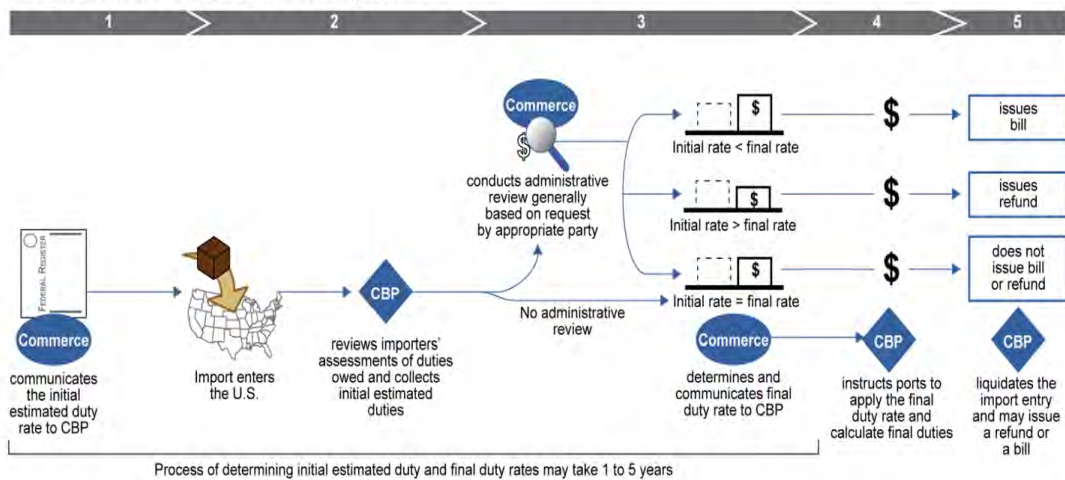 1
2
3
4
5
Commerce
$
conducts administrative
review generally
based on request
by appropriate party
$
Initial rate < final rate
$
issues
bill
$
Initial rate > final rate
$
issues
refund
$
Initial rate = final rate
$
does not
issue bill
or refund
FEDERAL REGISTER
Commerce
communicates
the initial
estimated duty
rate to CBP
Import enters
the U.S.
CBP
reviews importers'
assessments of duties
owed and collects
initial estimated
duties
No administrative
review
Commerce
determines and
communicates final
duty rate to CBP
CBP
instructs ports to
apply the final
duty rate and
calculate final duties
CBP
liquidates the
import entry
and may issue
a refund or
a bill
Process of determining initial estimated duty and final duty rates may take 1 to 5 years